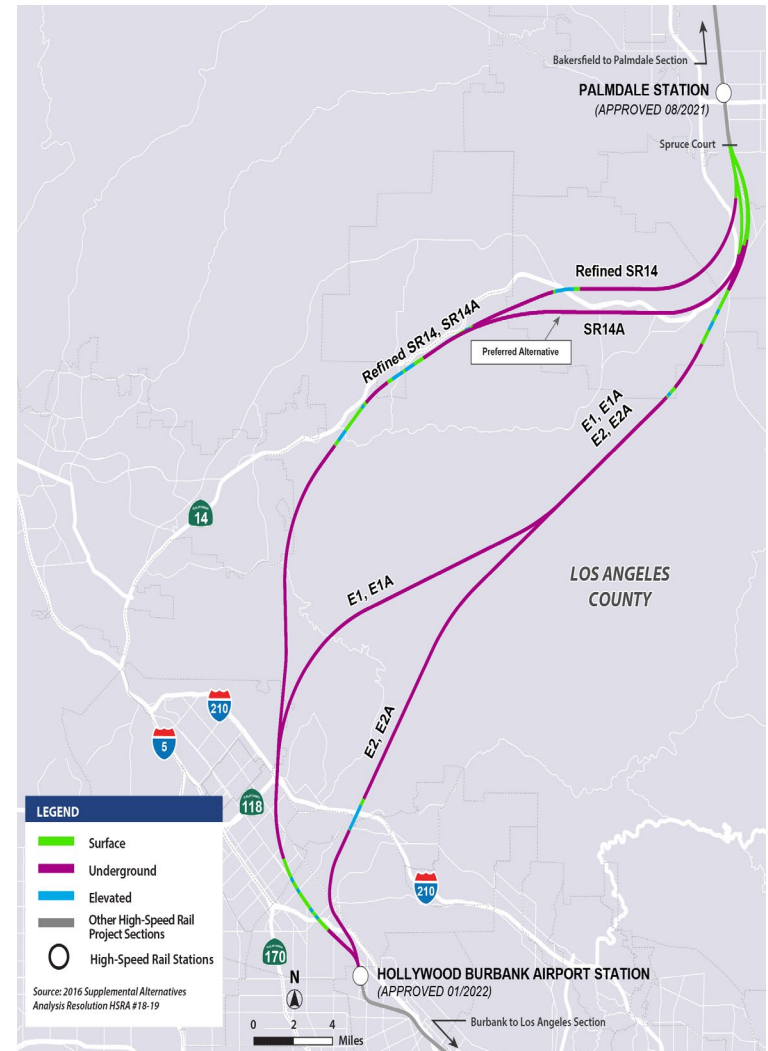 Bakersfield to Palmdale Section
PALMDALE STATION
(APPROVED 08/2021)
Spruce Court
Refined SR14
Refined SR14, SR14A
SR14A
Preferred Alternative
E1, E1A
E2, E2A
CALIFORNIA
14
LOS ANGELES
COUNTY
E1, E1A
E2, E2A
210
5
CALIFORNIA
118
210
CALIFORNIA
170
LEGEND
Surface
Underground
Elevated
Other High-Speed Rail
Project Sections
High-Speed Rail Stations
Source: 2016 Supplemental Alternatives
Analysis Resolution HSRA #18-19
N
0 2 4
Miles
HOLLYWOOD BURBANK AIRPORT STATION
(APPROVED 01/2022)
Burbank to Los Angeles Section